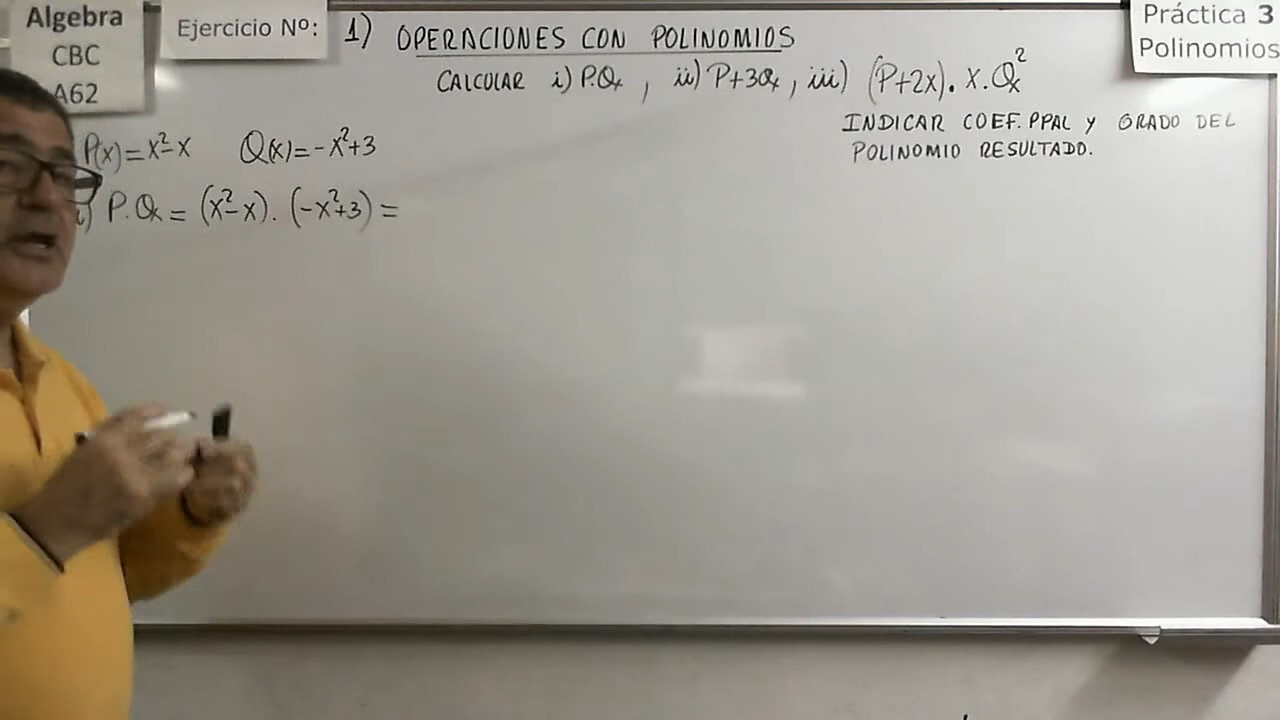 Algebra
CBC
A62
Ejercicio Nº:
1) OPERACIONES CON POLINOMIOS
CALCULAR i) P.Qx , ii) P+3Qx , iii) (P+2x). x.Qx²
Práctica 3
Polinomios
INDICAR COEF. PPAL Y GRADO DEL
POLINOMIO RESULTADO.
P(x)=x²-x Q(x)=-x²+3
i) P.Qx = (x²-x). (-x²+3) =